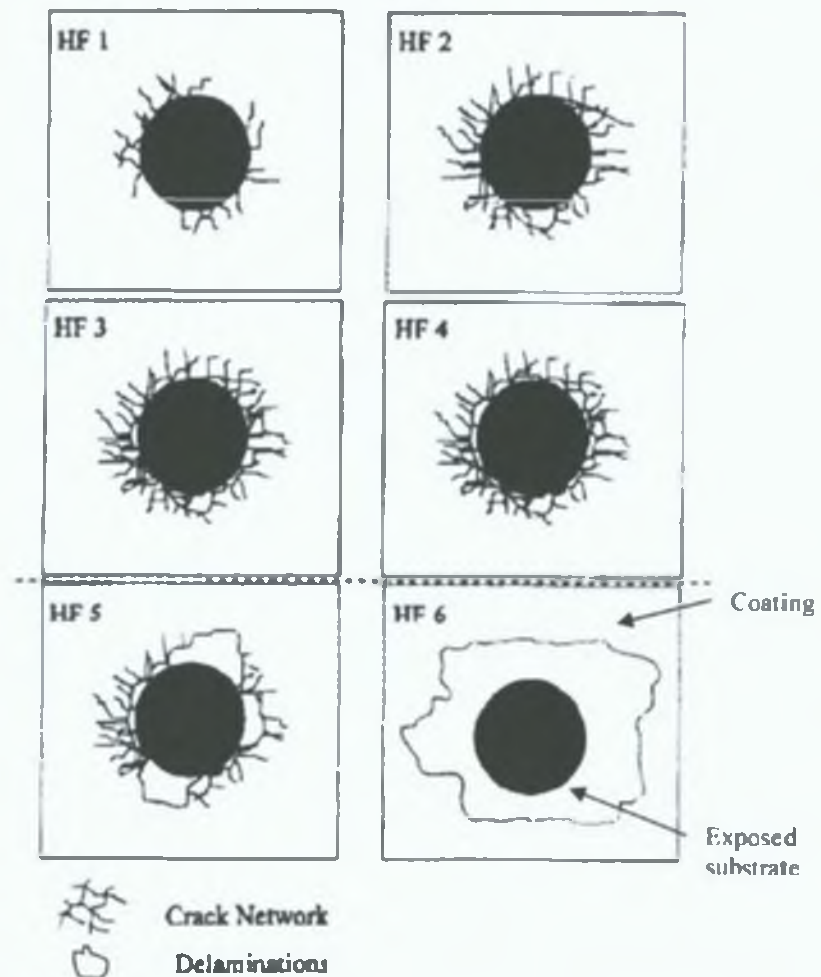 HF 1
HF 2
HF 3
HF 4
HF 5
HF 6
Coating
Exposed
substrate
Crack Network
Delaminations